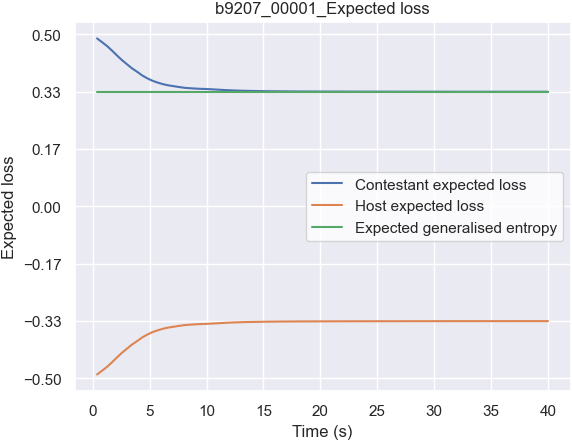 b9207_00001_Expected loss
Expected loss
0.50
0.33
0.17
0.00
−0.17
−0.33
−0.50
Contestant expected loss
Host expected loss
Expected generalised entropy
0 5 10 15 20 25 30 35 40
Time (s)